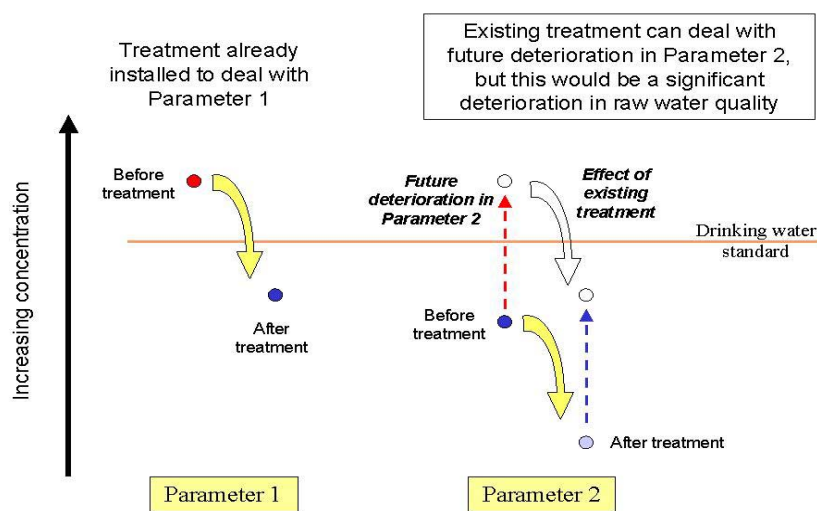 Treatment already
installed to deal with
Parameter 1
Existing treatment can deal with
future deterioration in Parameter 2,
but this would be a significant
deterioration in raw water quality
Increasing concentration
Before
treatment
After
treatment
Future
deterioration in
Parameter 2
Effect of
existing
treatment
Drinking water
standard
Before
treatment
After treatment
Parameter 1
Parameter 2